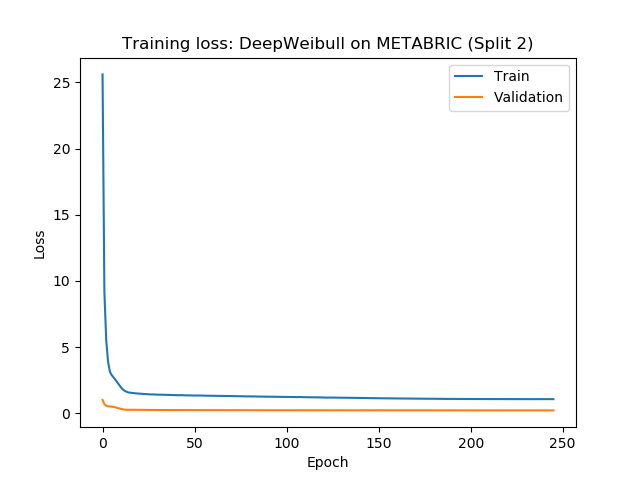 Training loss: DeepWeibull on METABRIC (Split 2)
Train
Validation
25
20
15
10
5
0
Loss
0 50 100 150 200 250
Epoch